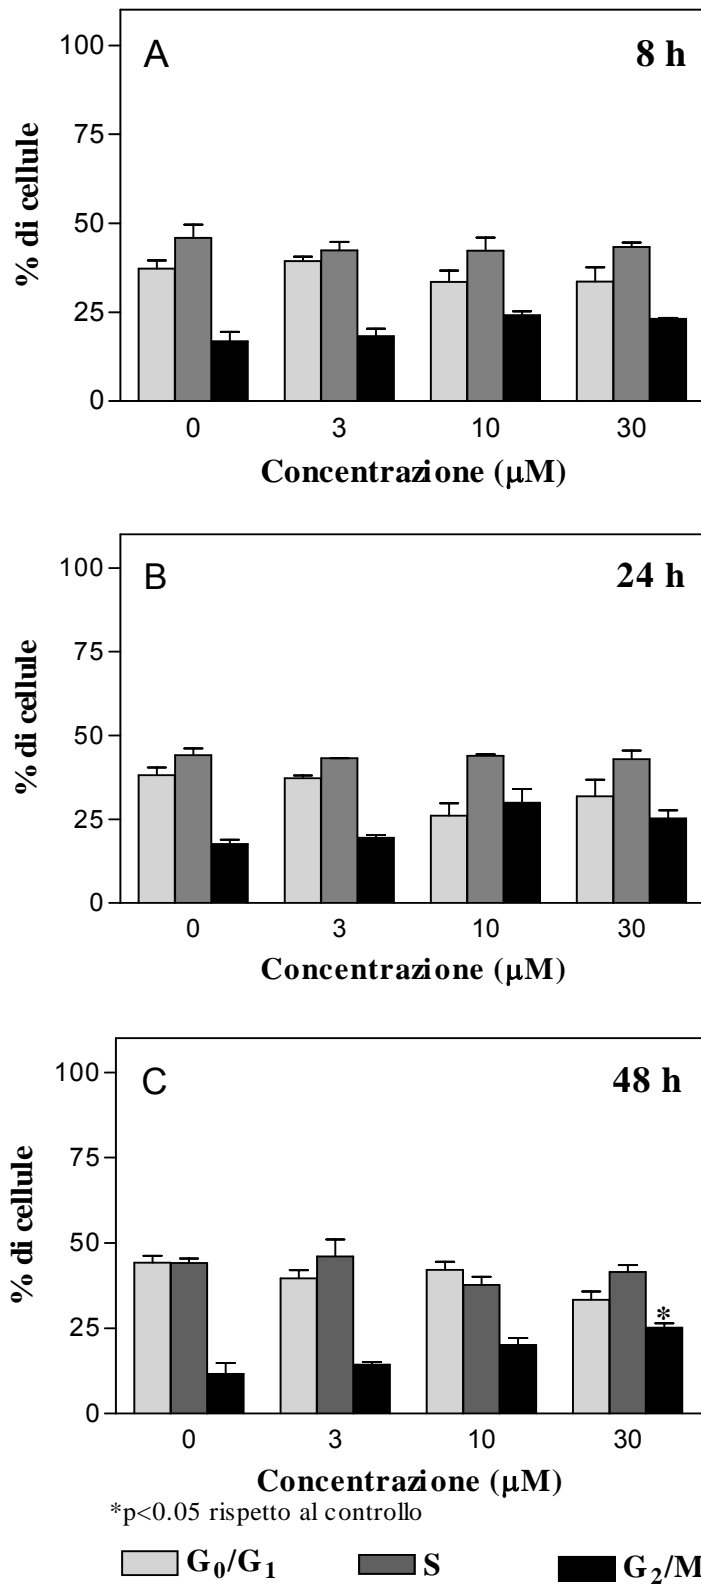 A 8 h
100
75
50
25
0
% di cellule
0 3 10 30
Concentrazione (μM)
B 24 h
100
75
50
25
0
% di cellule
0 3 10 30
Concentrazione (μM)
C 48 h
100
75
50
25
0
% di cellule
*
0 3 10 30
Concentrazione (μM)
*p<0.05 rispetto al controllo
G₀/G₁ S G₂/M